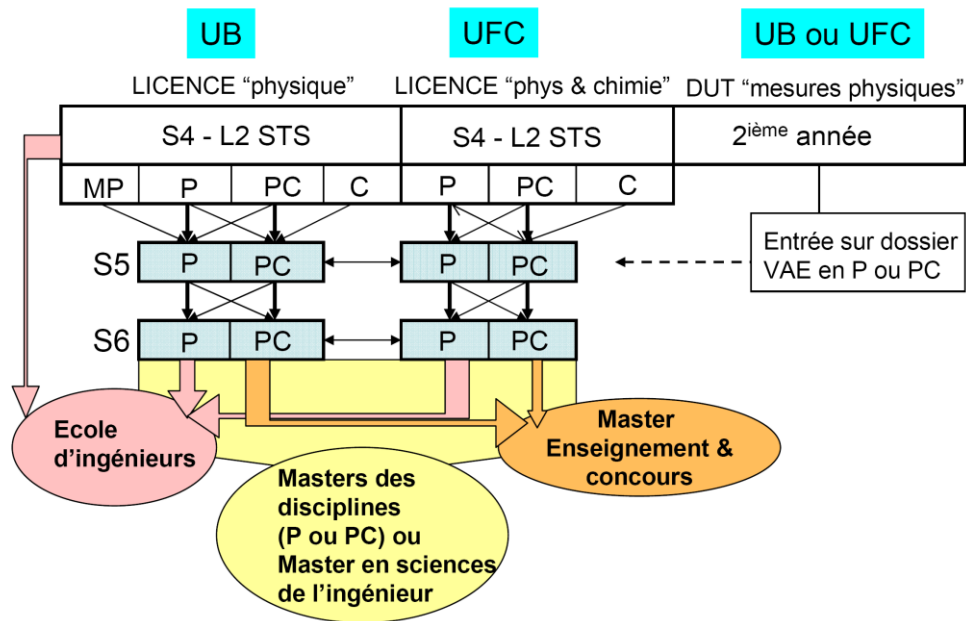 UB
UFC
UB ou UFC
LICENCE “physique”
LICENCE “phys & chimie”
DUT “mesures physiques”
S4 - L2 STS
S4 - L2 STS
2ième année
MP
P
PC
C
P
PC
C
Entrée sur dossier
VAE en P ou PC
S5
P
PC
P
PC
S6
P
PC
P
PC
Ecole
d’ingénieurs
Master
Enseignement &
concours
Masters des
disciplines
(P ou PC) ou
Master en sciences
de l’ingénieur